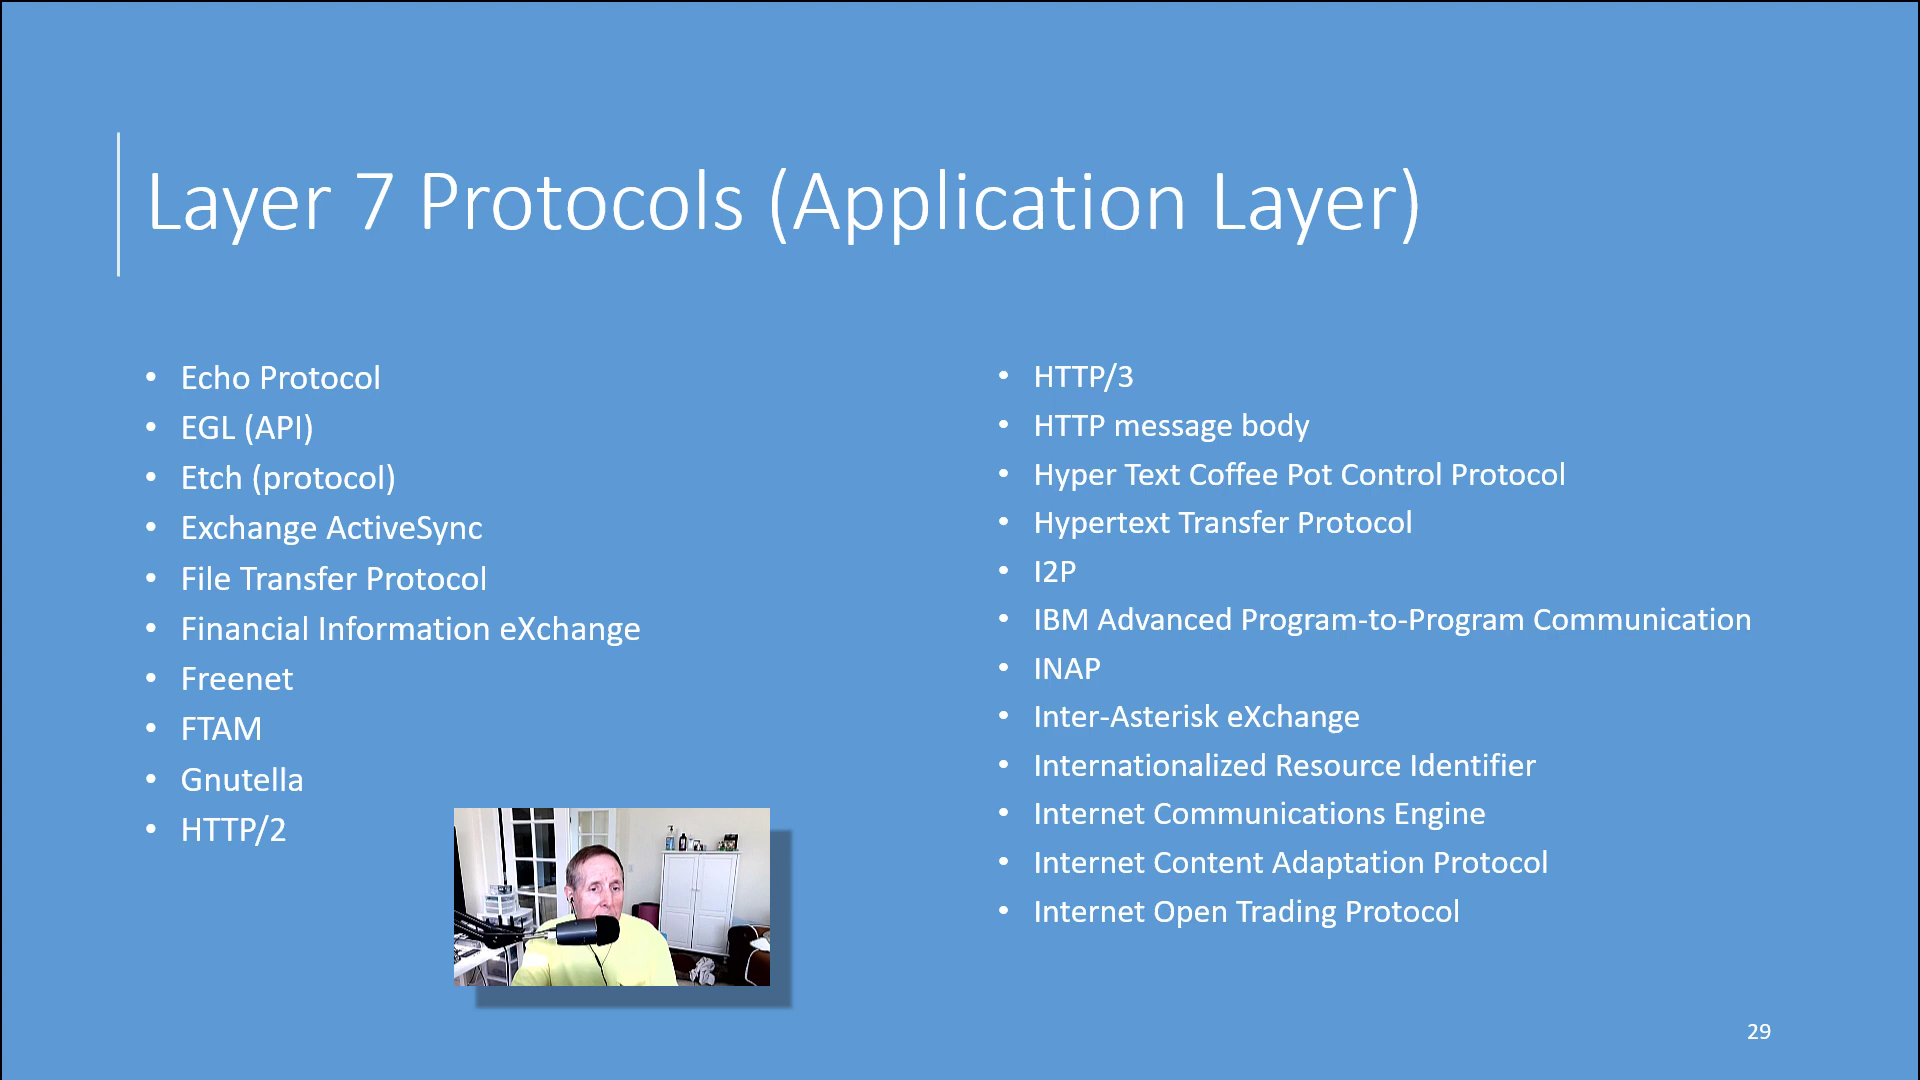 Layer 7 Protocols (Application Layer)
• Echo Protocol
• EGL (API)
• Etch (protocol)
• Exchange ActiveSync
• File Transfer Protocol
• Financial Information eXchange
• Freenet
• FTAM
• Gnutella
• HTTP/2
• HTTP/3
• HTTP message body
• Hyper Text Coffee Pot Control Protocol
• Hypertext Transfer Protocol
• I2P
• IBM Advanced Program-to-Program Communication
• INAP
• Inter-Asterisk eXchange
• Internationalized Resource Identifier
• Internet Communications Engine
• Internet Content Adaptation Protocol
• Internet Open Trading Protocol
29